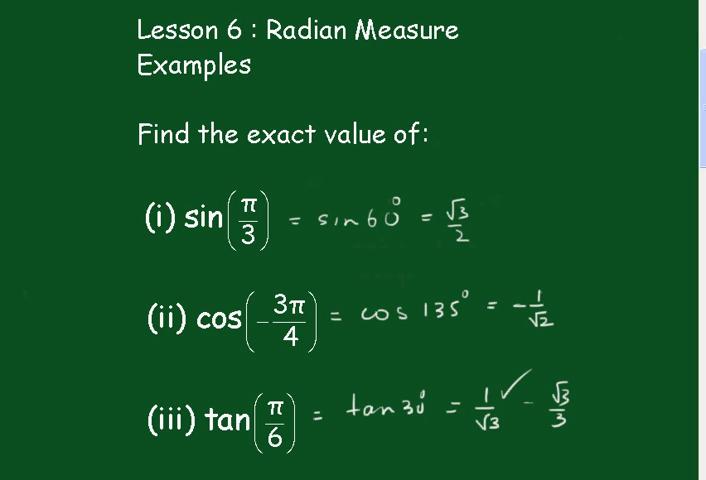 Lesson 6 : Radian Measure
Examples
Find the exact value of:
(i) sin(π/3) = sin 60° = √3/2
(ii) cos(-3π/4) = cos 135° = -1/√2
(iii) tan(π/6) = tan 30° = 1/√3 ✓ - √3/3